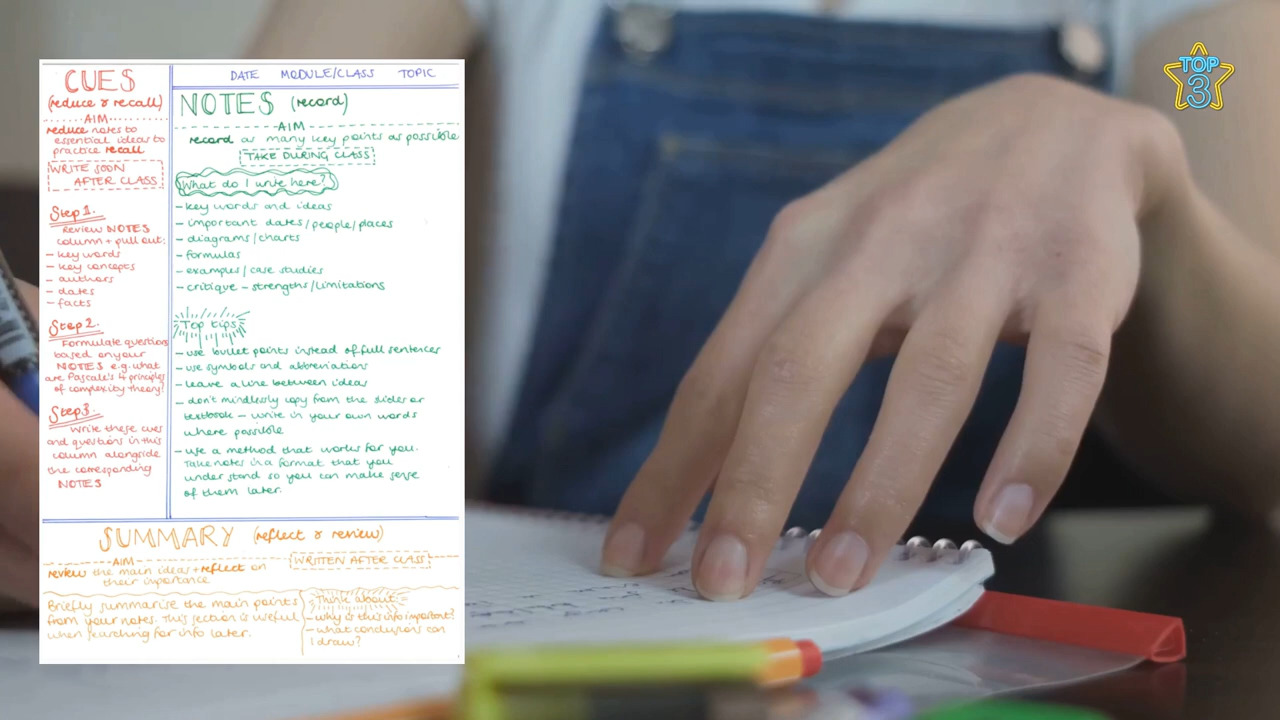 CUES
(reduce & recall)
AIM
reduce notes to
essential ideas to
practice recall
WRITE SOON
AFTER CLASS
Step 1.
Review NOTES
column + pull out:
- key words
- key concepts
- authors
- dates
- facts
Step 2.
Formulate questions
based on your
NOTES e.g. what
are Pascale's 4 principles
of complexity theory?
Step 3.
Write these cues
and questions in this
column alongside
the corresponding
NOTES
DATE MODULE/CLASS TOPIC
NOTES (record)
AIM
record as many key points as possible
TAKE DURING CLASS
What do I write here?
- key words and ideas
- important dates/people/places
- diagrams/charts
- formulas
- examples/case studies
- critique - strengths/limitations
Top tips
- use bullet points instead of full sentences
- use symbols and abbreviations
- leave a line between ideas
- don't mindlessly copy from the slides or
textbook - write in your own words
where possible
- use a method that works for you.
Take notes in a format that you
understand so you can make sense
of them later.
SUMMARY (reflect & review)
AIM
WRITTEN AFTER CLASS
review the main ideas + reflect on
their importance
Briefly summarise the main points
from your notes. This section is useful
when searching for info later.
Think about:
- why is this info important?
- what conclusions can
I draw?
TOP
3